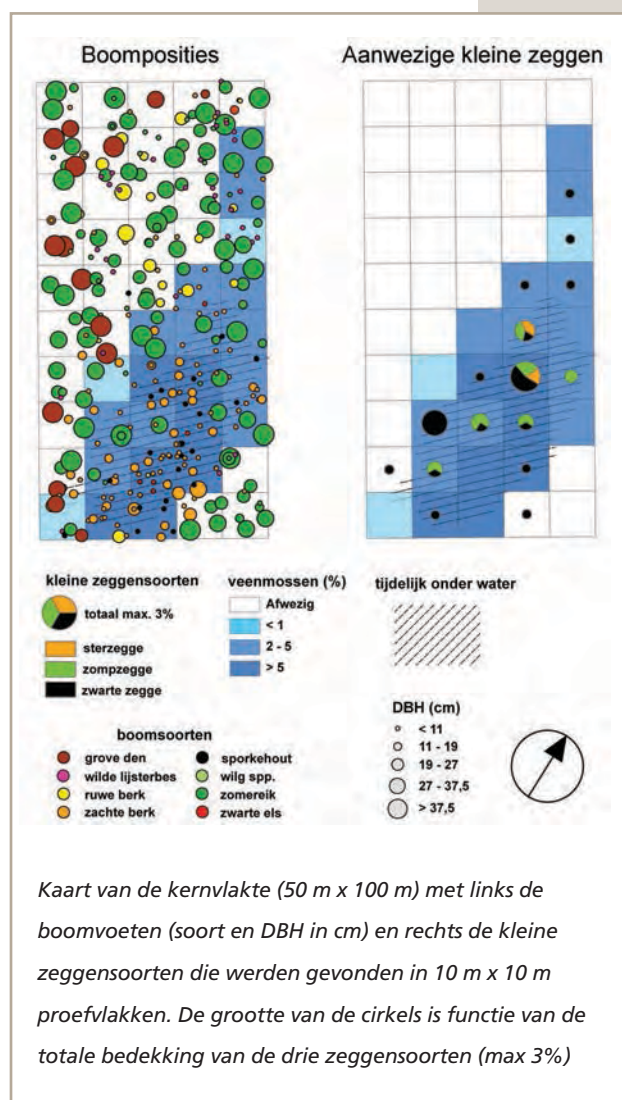 Boomposities
Aanwezige kleine zeggen
kleine zeggensoorten
totaal max. 3%
sterzegge
zompzegge
zwarte zegge
veenmossen (%)
Afwezig
< 1
2 - 5
> 5
tijdelijk onder water
boomsoorten
grove den
wilde lijsterbes
ruwe berk
zachte berk
sporkehout
wilg spp.
zomereik
zwarte els
DBH (cm)
< 11
11 - 19
19 - 27
27 - 37,5
> 37,5
Kaart van de kernvlakte (50 m x 100 m) met links de
boomvoeten (soort en DBH in cm) en rechts de kleine
zeggensoorten die werden gevonden in 10 m x 10 m
proefvlakken. De grootte van de cirkels is functie van de
totale bedekking van de drie zeggensoorten (max 3%)